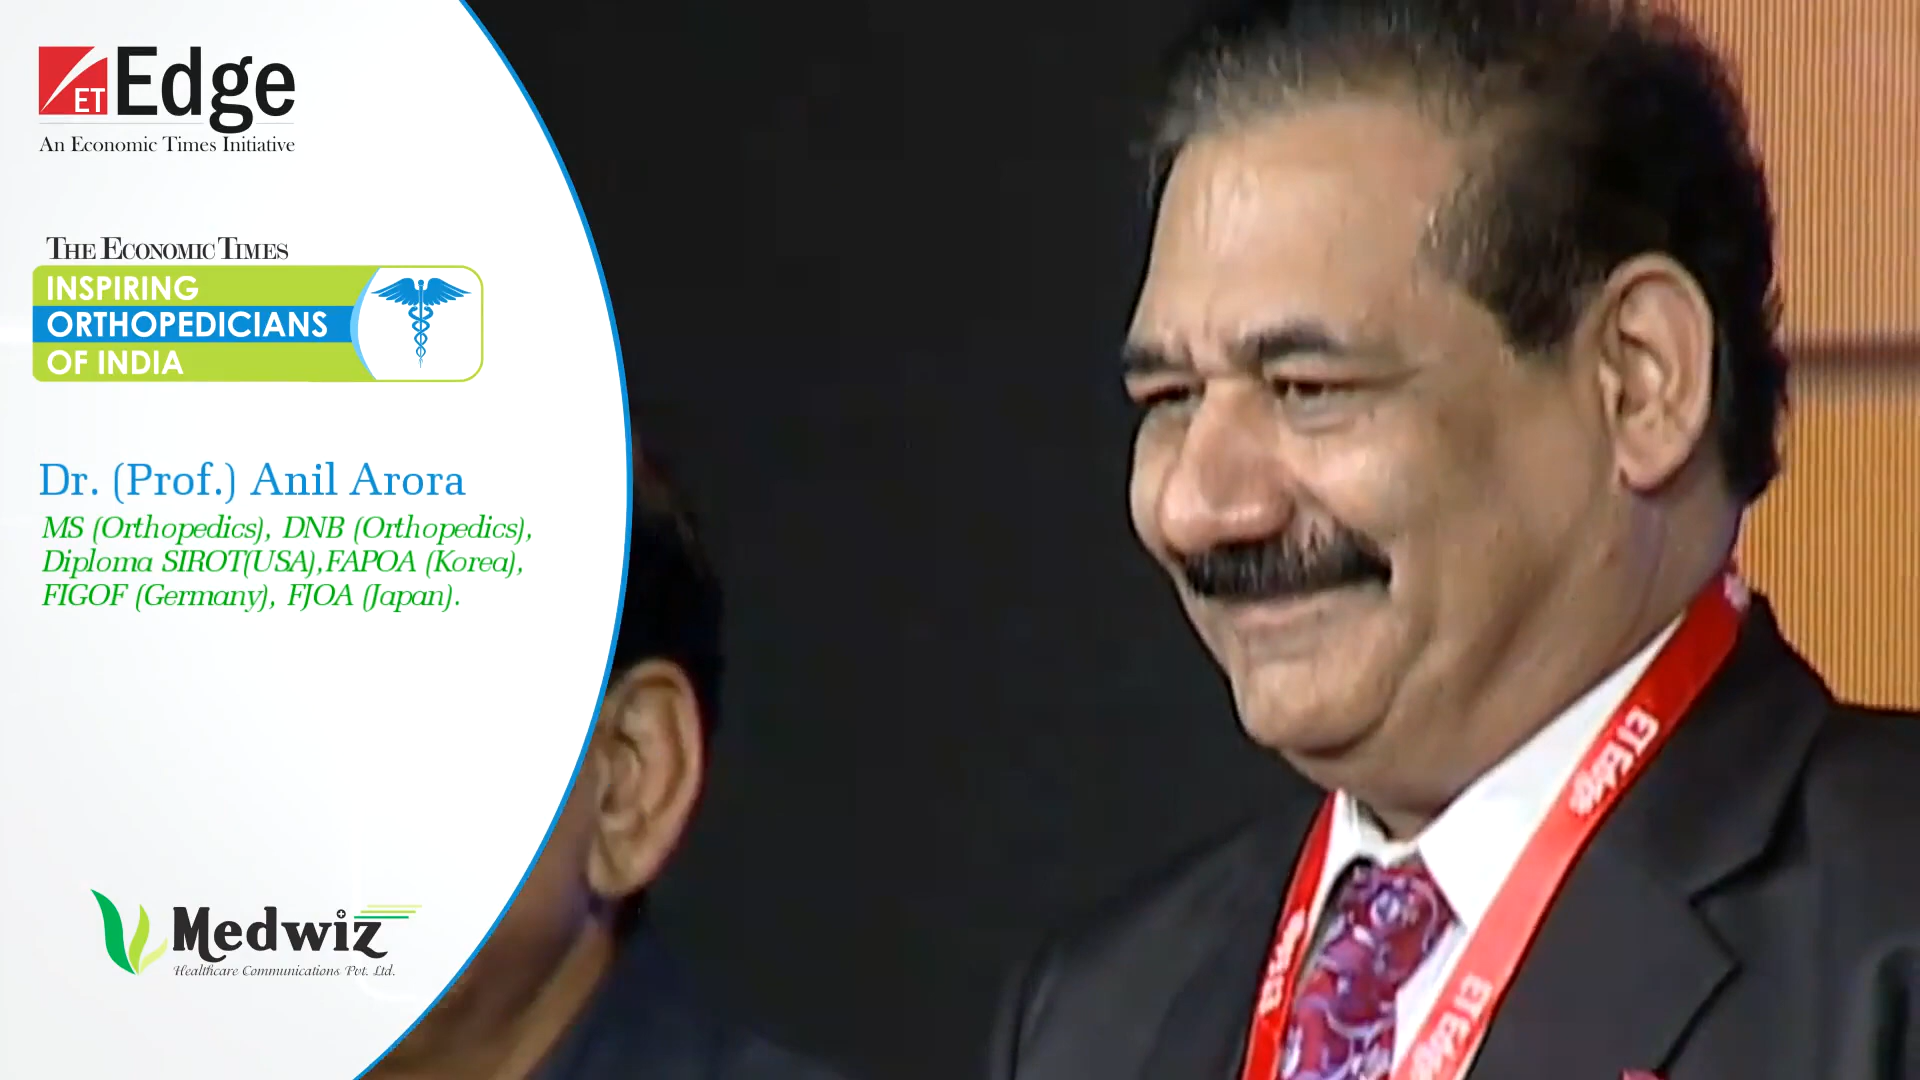 ET Edge
An Economic Times Initiative
THE ECONOMIC TIMES
INSPIRING
ORTHOPEDICIANS
OF INDIA
Dr. (Prof.) Anil Arora
MS (Orthopedics), DNB (Orthopedics),
Diploma SIROT(USA),FAPOA (Korea),
FIGOF (Germany), FJOA (Japan).
Medwiz
Healthcare Communications Pvt. Ltd.